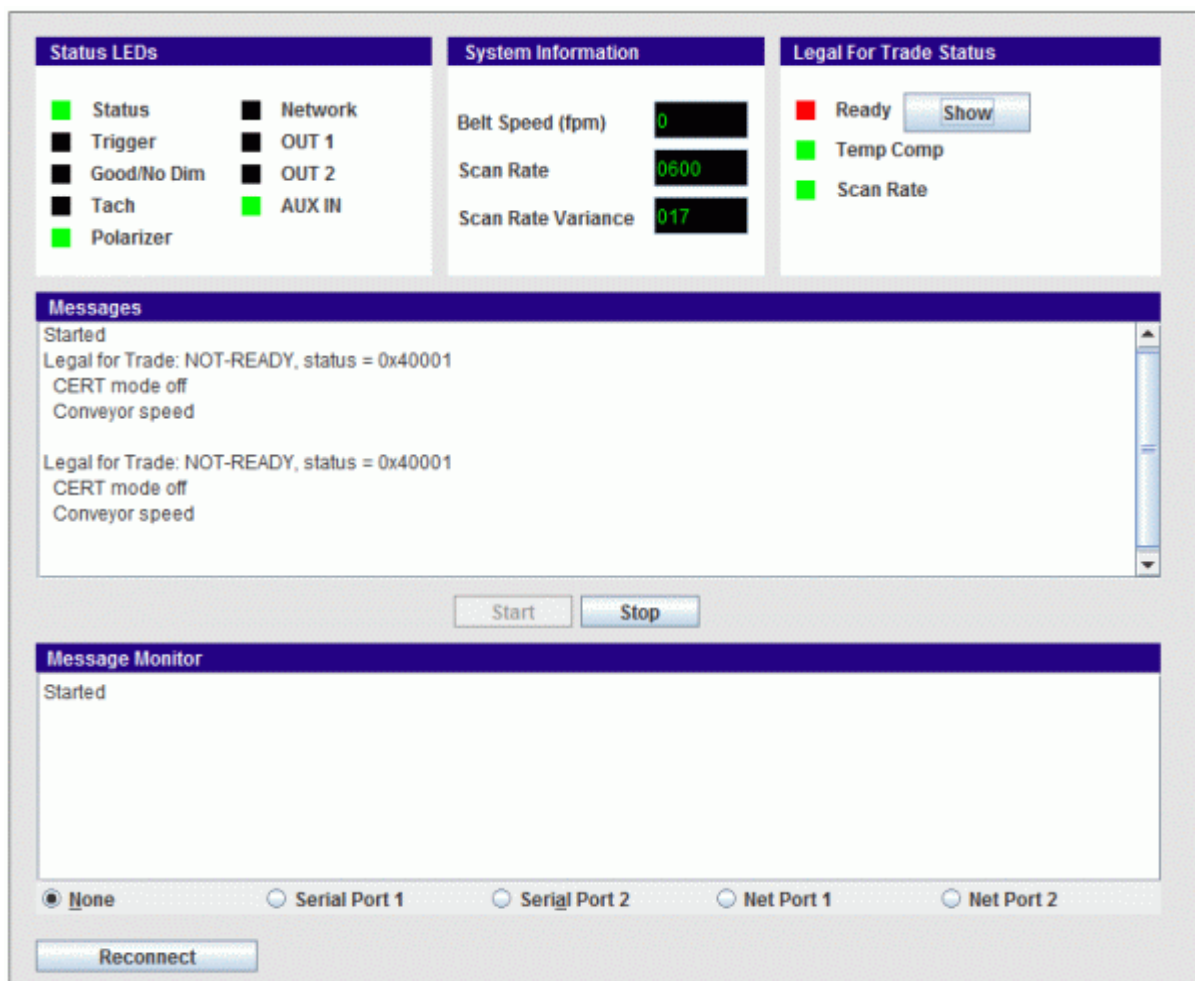 Status LEDs
Status
Network
Trigger
OUT 1
Good/No Dim
OUT 2
Tach
AUX IN
Polarizer
System Information
Belt Speed (fpm) 0
Scan Rate 0600
Scan Rate Variance 017
Legal For Trade Status
Ready Show
Temp Comp
Scan Rate
Messages
Started
Legal for Trade: NOT-READY, status = 0x40001
CERT mode off
Conveyor speed
Legal for Trade: NOT-READY, status = 0x40001
CERT mode off
Conveyor speed
Start Stop
Message Monitor
Started
None Serial Port 1 Serial Port 2 Net Port 1 Net Port 2
Reconnect